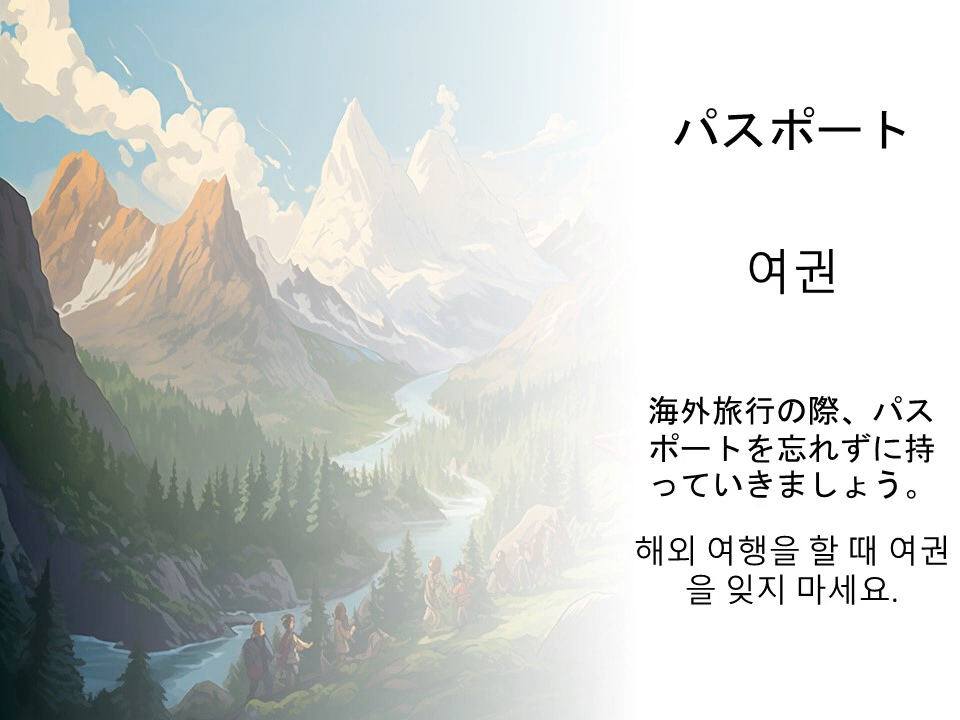 パスポート
여권
海外旅行の際、パス
ポートを忘れずに持
っていきましょう。
해외 여행을 할 때 여권
을 잊지 마세요.